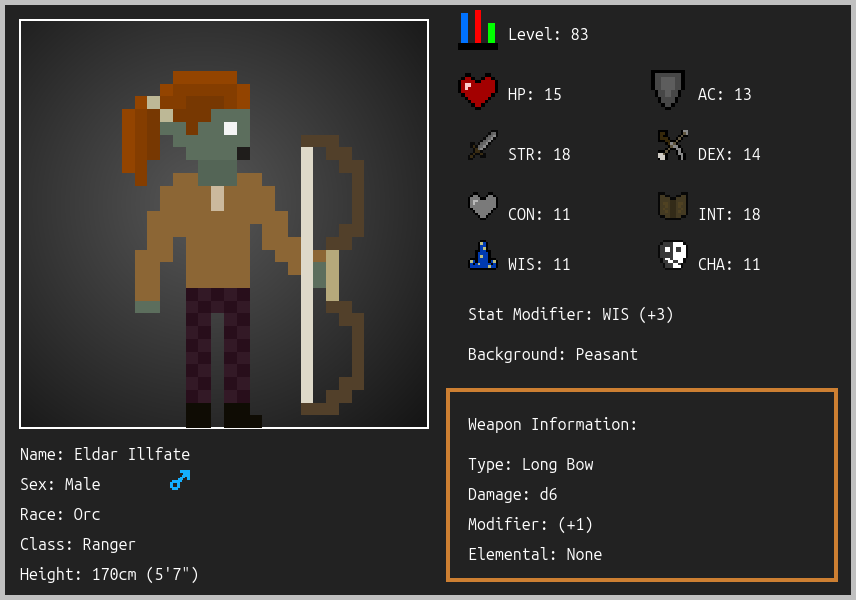 Level: 83
HP: 15
AC: 13
STR: 18
DEX: 14
CON: 11
INT: 18
WIS: 11
CHA: 11
Stat Modifier: WIS (+3)
Background: Peasant
Weapon Information:
Type: Long Bow
Damage: d6
Modifier: (+1)
Elemental: None
Name: Eldar Illfate
Sex: Male
Race: Orc
Class: Ranger
Height: 170cm (5'7")